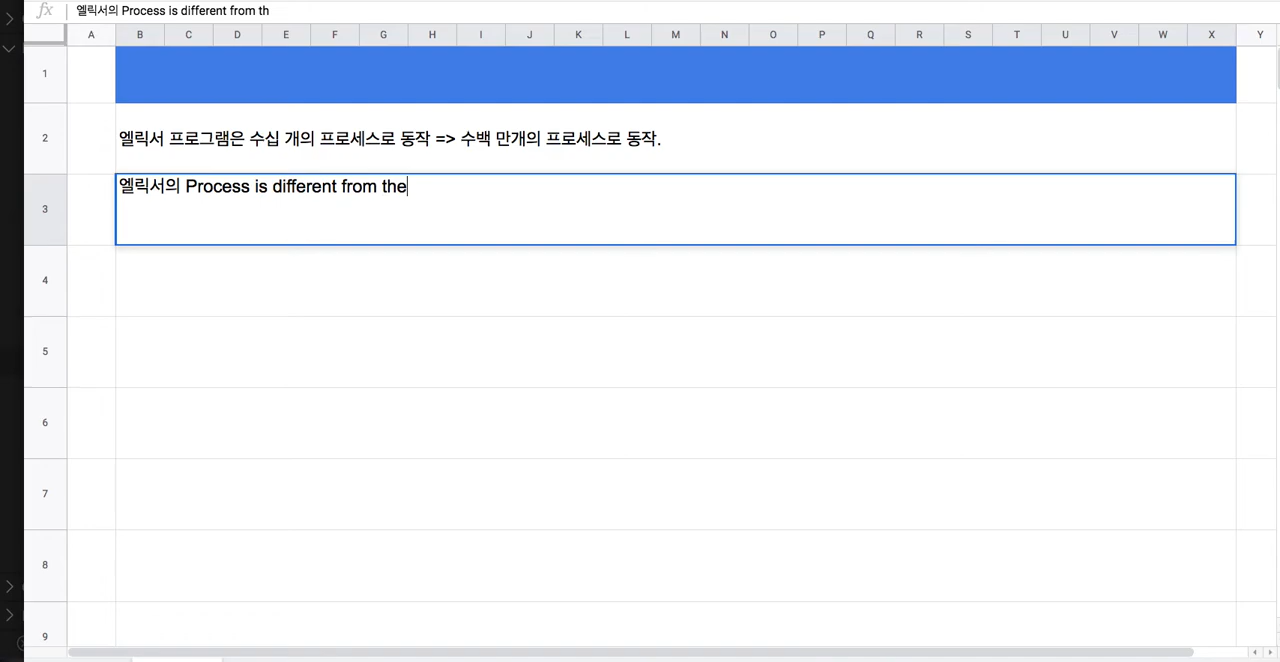 fx 엘릭서의 Process is different from th
A B C D E F G H I J K L M N O P Q R S T U V W X Y
1
2 엘릭서 프로그램은 수십 개의 프로세스로 동작 => 수백 만개의 프로세스로 동작.
3 엘릭서의 Process is different from the
4
5
6
7
8
9